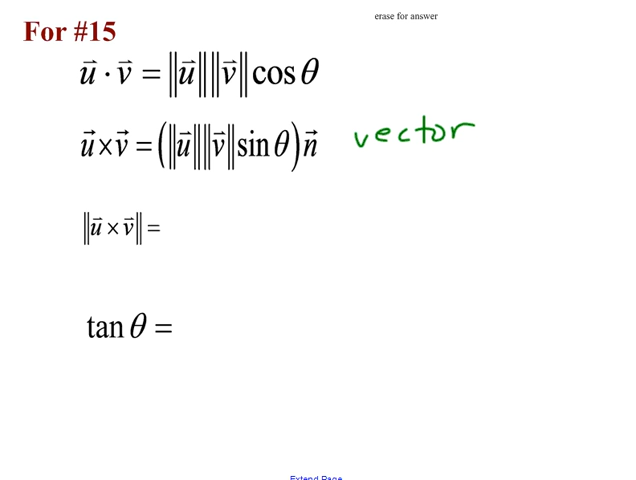 erase for answer
For #15
u⃗ · v⃗ = ‖u⃗‖‖v⃗‖cos θ
u⃗ × v⃗ = (‖u⃗‖‖v⃗‖sin θ)n⃗ vector
‖u⃗ × v⃗‖ =
tan θ =
Extend Page